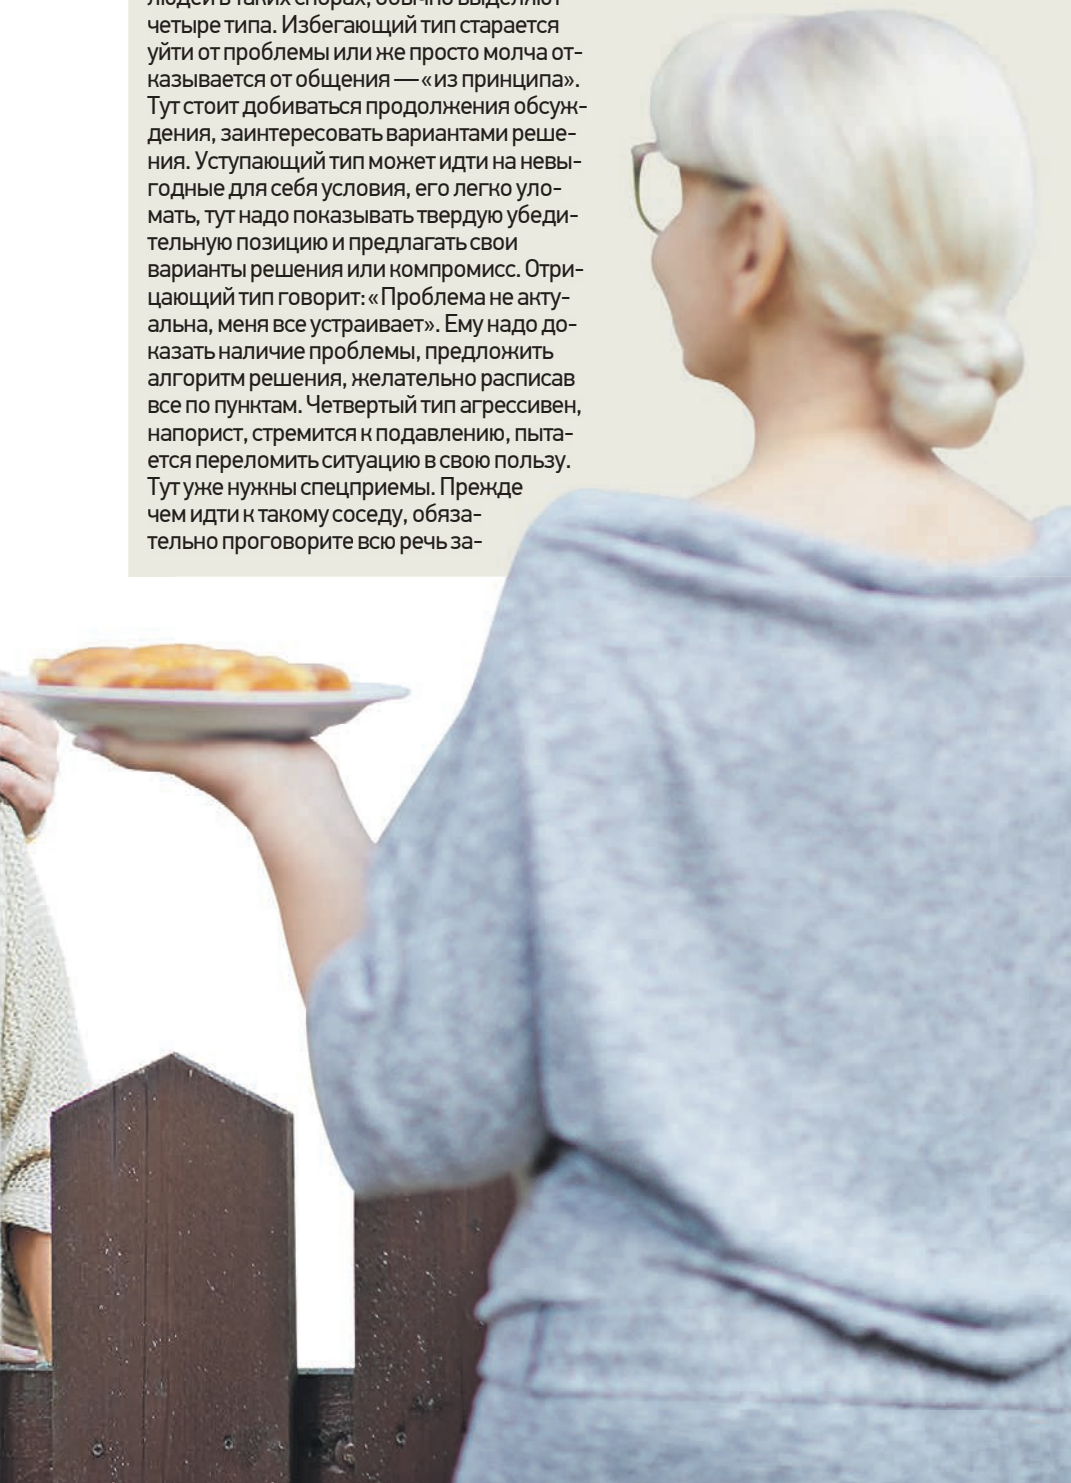 людей в таких спорах, обычно выделяют
четыре типа. Избегающий тип старается
уйти от проблемы или же просто молча от-
казывается от общения — «из принципа».
Тут стоит добиваться продолжения обсуж-
дения, заинтересовать вариантами реше-
ния. Уступающий тип может идти на невы-
годные для себя условия, его легко уло-
мать, тут надо показывать твердую убеди-
тельную позицию и предлагать свои
варианты решения или компромисс. Отри-
цающий тип говорит: «Проблема не акту-
альна, меня все устраивает». Ему надо до-
казать наличие проблемы, предложить
алгоритм решения, желательно расписав
все по пунктам. Четвертый тип агрессивен,
напорист, стремится к подавлению, пыта-
ется переломить ситуацию в свою пользу.
Тут уже нужны спецприемы. Прежде
чем идти к такому соседу, обяза-
тельно проговорите всю речь за-